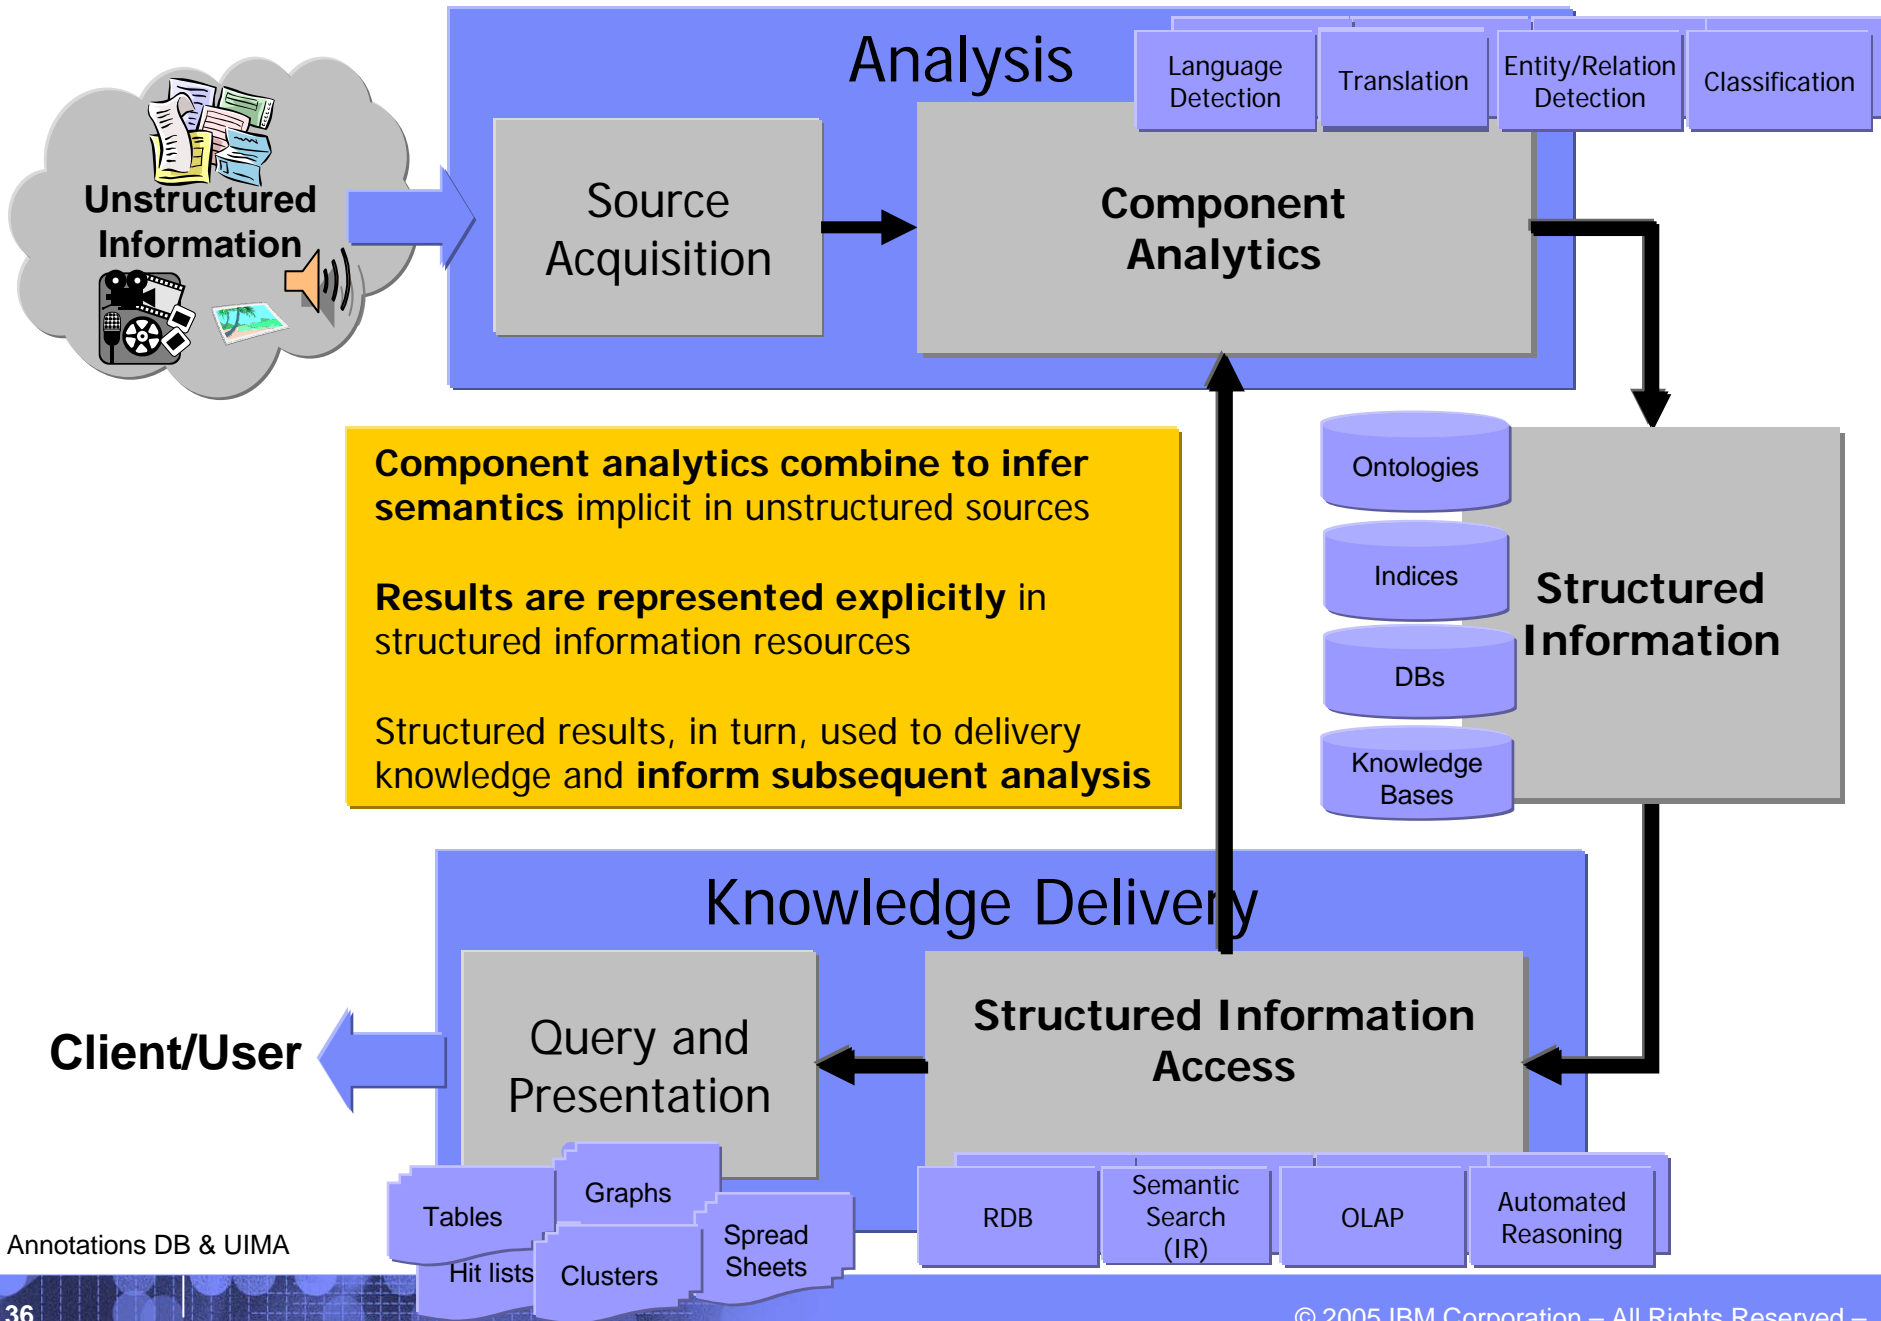 Analysis
Language
Detection
Translation
Entity/Relation
Detection
Classification
Unstructured
Information
Source
Acquisition
Component
Analytics
Component analytics combine to infer
semantics implicit in unstructured sources
Results are represented explicitly in
structured information resources
Structured results, in turn, used to delivery
knowledge and inform subsequent analysis
Ontologies
Indices
DBs
Knowledge
Bases
Structured
Information
Knowledge Delivery
Client/User
Query and
Presentation
Structured Information
Access
Tables
Graphs
Hit lists
Clusters
Spread
Sheets
RDB
Semantic
Search
(IR)
OLAP
Automated
Reasoning
Annotations DB & UIMA
36
© 2005 IBM Corporation – All Rights Reserved –